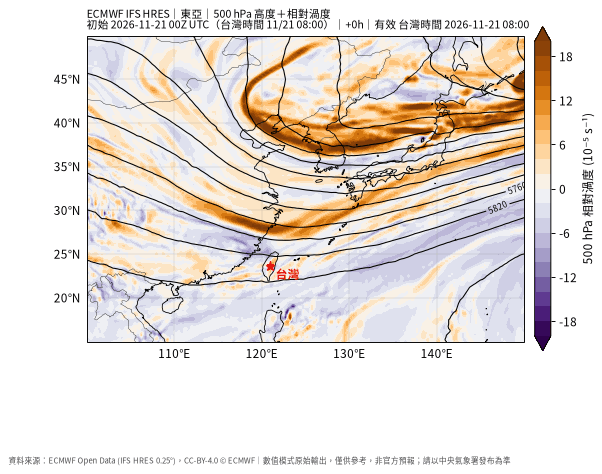 ECMWF IFS HRES｜東亞｜500 hPa 高度＋相對渦度
初始 2026-11-21 00Z UTC（台灣時間 11/21 08:00）｜+0h｜有效 台灣時間 2026-11-21 08:00
45°N
40°N
35°N
30°N
25°N
20°N
110°E
120°E
130°E
140°E
5760
5820
台灣
18
12
6
0
-6
-12
-18
500 hPa 相對渦度 (10⁻⁵ s⁻¹)
資料來源：ECMWF Open Data (IFS HRES 0.25°)，CC-BY-4.0 © ECMWF｜數值模式原始輸出，僅供參考，非官方預報；請以中央氣象署發布為準